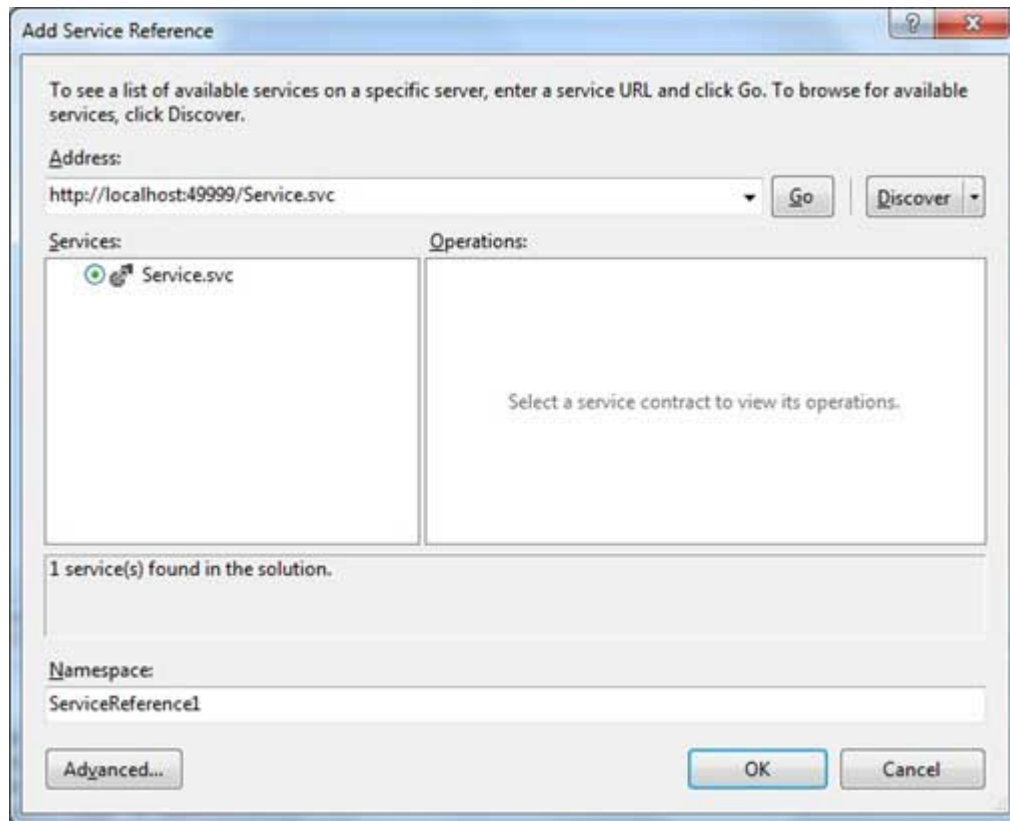 Add Service Reference
To see a list of available services on a specific server, enter a service URL and click Go. To browse for available
services, click Discover.
Address:
http://localhost:49999/Service.svc
Go
Discover
Services:
Operations:
Service.svc
Select a service contract to view its operations.
1 service(s) found in the solution.
Namespace:
ServiceReference1
Advanced...
OK
Cancel